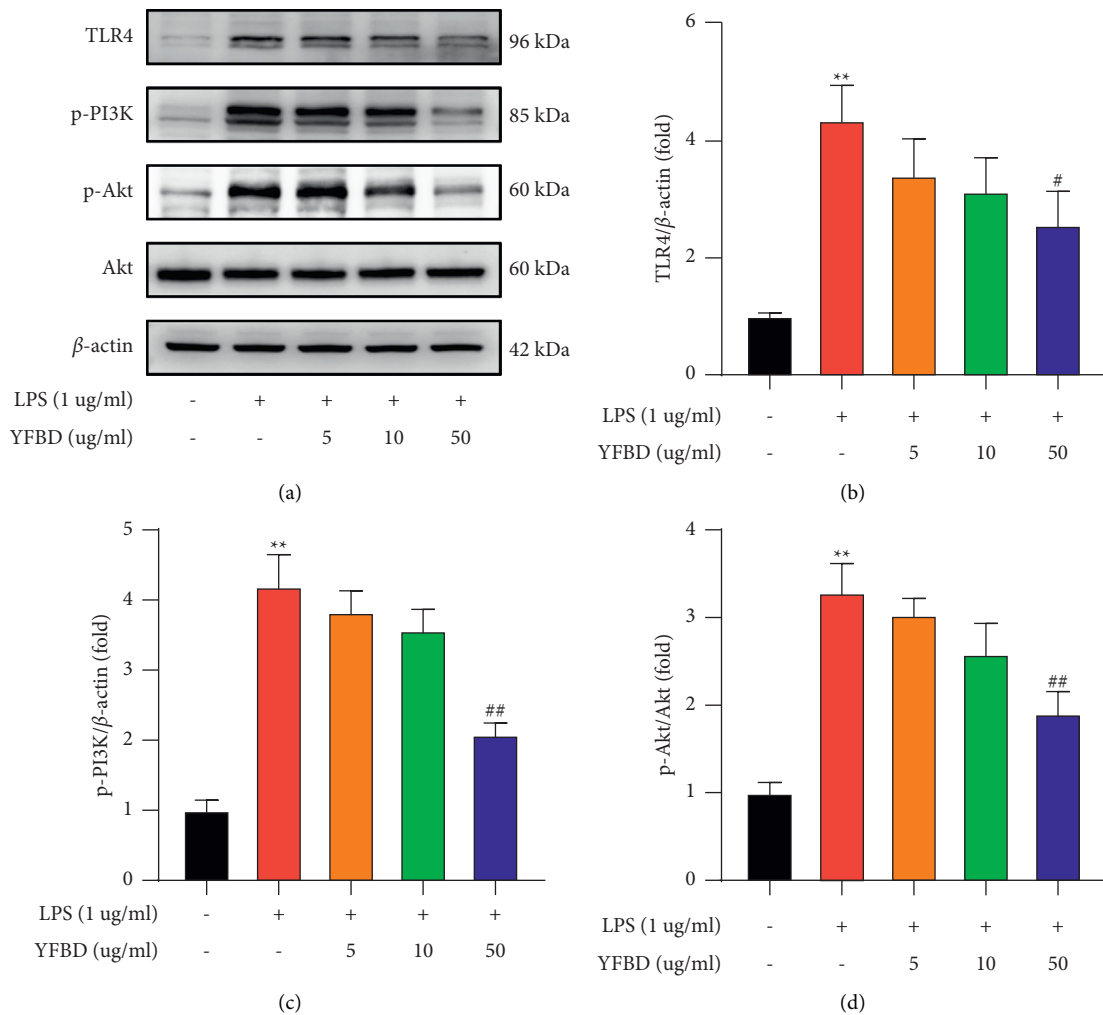 TLR4
96 kDa
p-PI3K
85 kDa
p-Akt
60 kDa
Akt
60 kDa
β-actin
42 kDa
LPS (1 ug/ml) - + + + +
YFBD (ug/ml) - - 5 10 50
(a)
TLR4/β-actin (fold)
6
4
2
0
**
#
LPS (1 ug/ml) - + + + +
YFBD (ug/ml) - - 5 10 50
(b)
p-PI3K/β-actin (fold)
5
4
3
2
1
0
**
##
LPS (1 ug/ml) - + + + +
YFBD (ug/ml) - - 5 10 50
(c)
p-Akt/Akt (fold)
4
3
2
1
0
**
##
LPS (1 ug/ml) - + + + +
YFBD (ug/ml) - - 5 10 50
(d)